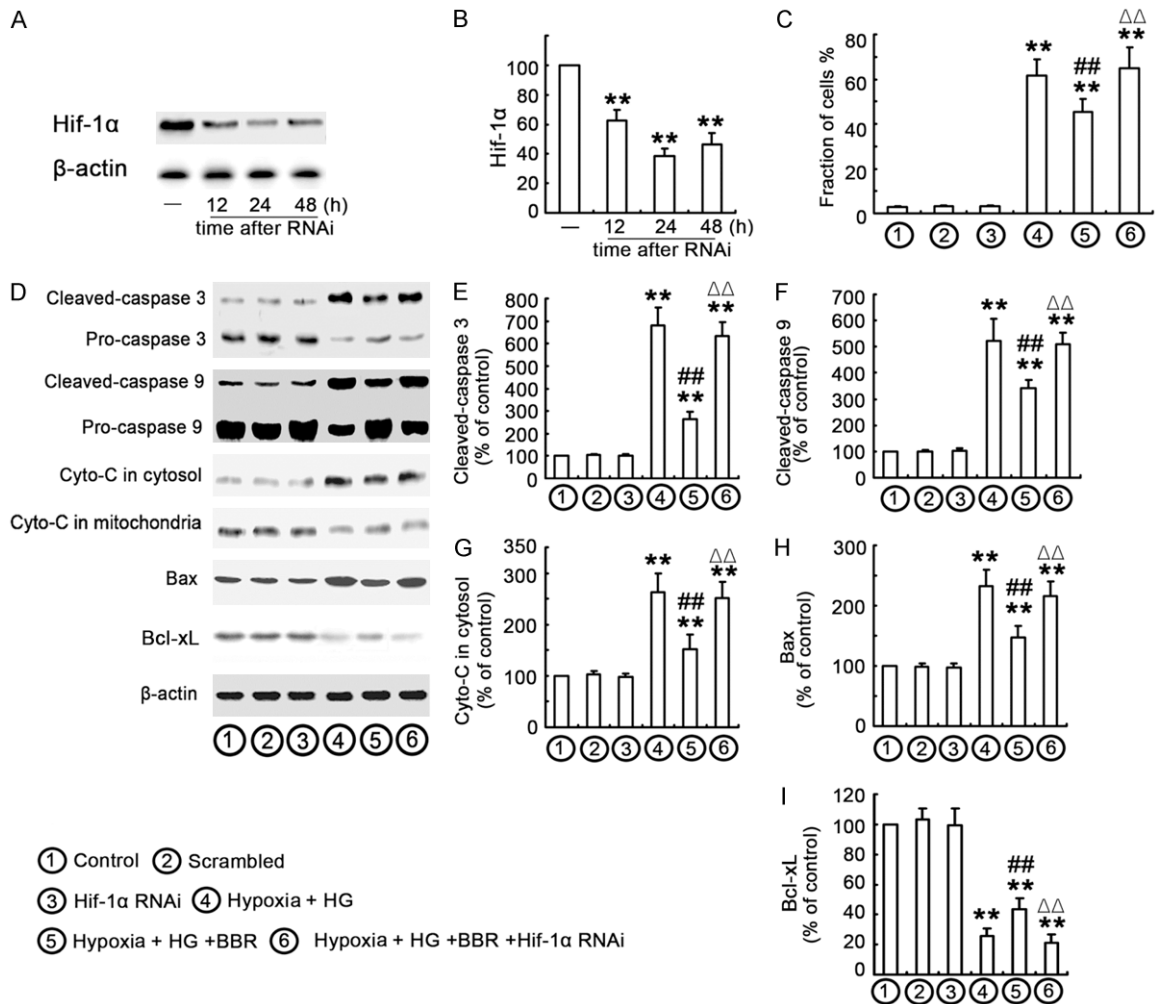 A
Hif-1α
β-actin
— 12 24 48 (h)
time after RNAi
B
Hif-1α
120
100
80
60
40
20
0
**
**
**
— 12 24 48 (h)
time after RNAi
C
Fraction of cells %
80
60
40
20
0
**
##
**
ΔΔ
**
① ② ③ ④ ⑤ ⑥
D
Cleaved-caspase 3
Pro-caspase 3
Cleaved-caspase 9
Pro-caspase 9
Cyto-C in cytosol
Cyto-C in mitochondria
Bax
Bcl-xL
β-actin
① ② ③ ④ ⑤ ⑥
E
Cleaved-caspase 3
(% of control)
800
700
600
500
400
300
200
100
0
**
##
**
ΔΔ
**
① ② ③ ④ ⑤ ⑥
F
Cleaved-caspase 9
(% of control)
700
600
500
400
300
200
100
0
**
##
**
ΔΔ
**
① ② ③ ④ ⑤ ⑥
G
Cyto-C in cytosol
(% of control)
350
300
250
200
150
100
50
0
**
##
**
ΔΔ
**
① ② ③ ④ ⑤ ⑥
H
Bax
(% of control)
300
200
100
0
**
##
**
ΔΔ
**
① ② ③ ④ ⑤ ⑥
I
Bcl-xL
(% of control)
120
100
80
60
40
20
0
**
##
**
ΔΔ
**
① ② ③ ④ ⑤ ⑥
① Control ② Scrambled
③ Hif-1α RNAi ④ Hypoxia + HG
⑤ Hypoxia + HG +BBR ⑥ Hypoxia + HG +BBR +Hif-1α RNAi